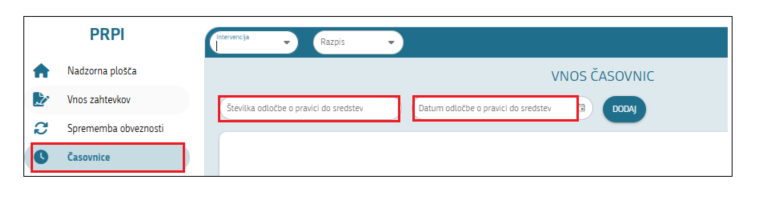 PRPI
Intervencija
Razpis
Nadzorna plošča
Vnos zahtevkov
Sprememba obveznosti
Časovnice
VNOS ČASOVNIC
Številka odločbe o pravici do sredstev
Datum odločbe o pravici do sredstev
DODAJ